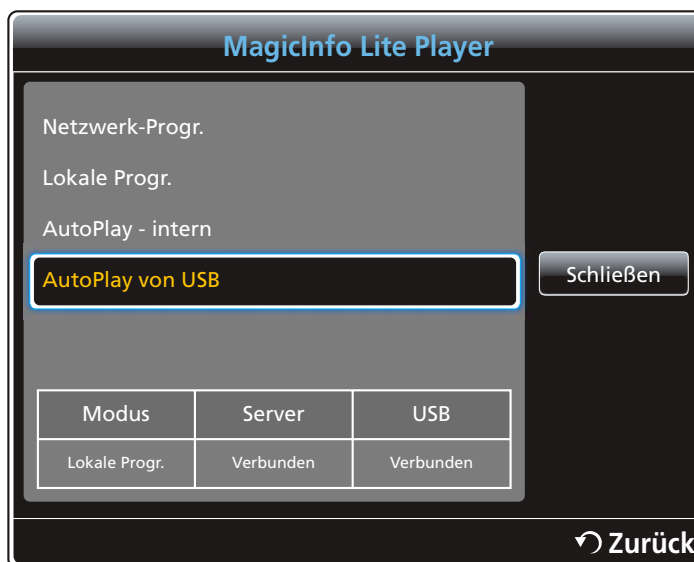 MagicInfo Lite Player
Netzwerk-Progr.
Lokale Progr.
AutoPlay - intern
AutoPlay von USB
Schließen
Modus Server USB
Lokale Progr. Verbunden Verbunden
Zurück